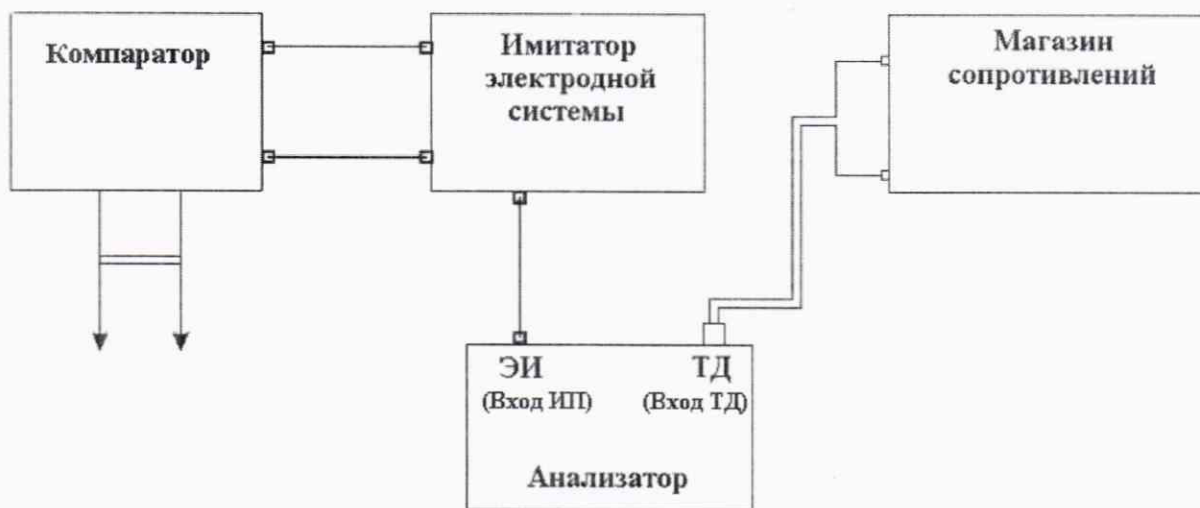 Компаратор
Имитатор
электродной
системы
Магазин
сопротивлений
ЭИ
(Вход ИП)
ТД
(Вход ТД)
Анализатор